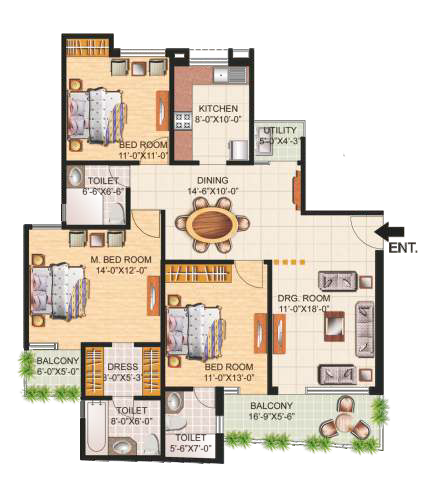 KITCHEN
8'-0"X10'-0"
BED ROOM
11'-0"X11'-0"
UTILITY
5'-0"X4'-3"
TOILET
6'-6"X6'-6"
DINING
14'-6"X10'-0"
ENT.
M. BED ROOM
14'-0"X12'-0"
DRG. ROOM
11'-0"X18'-0"
BALCONY
6'-0"X5'-0"
DRESS
8'-0"X5'-3"
BED ROOM
11'-0"X13'-0"
TOILET
8'-0"X6'-0"
BALCONY
16'-9"X5'-6"
TOILET
5'-6"X7'-0"